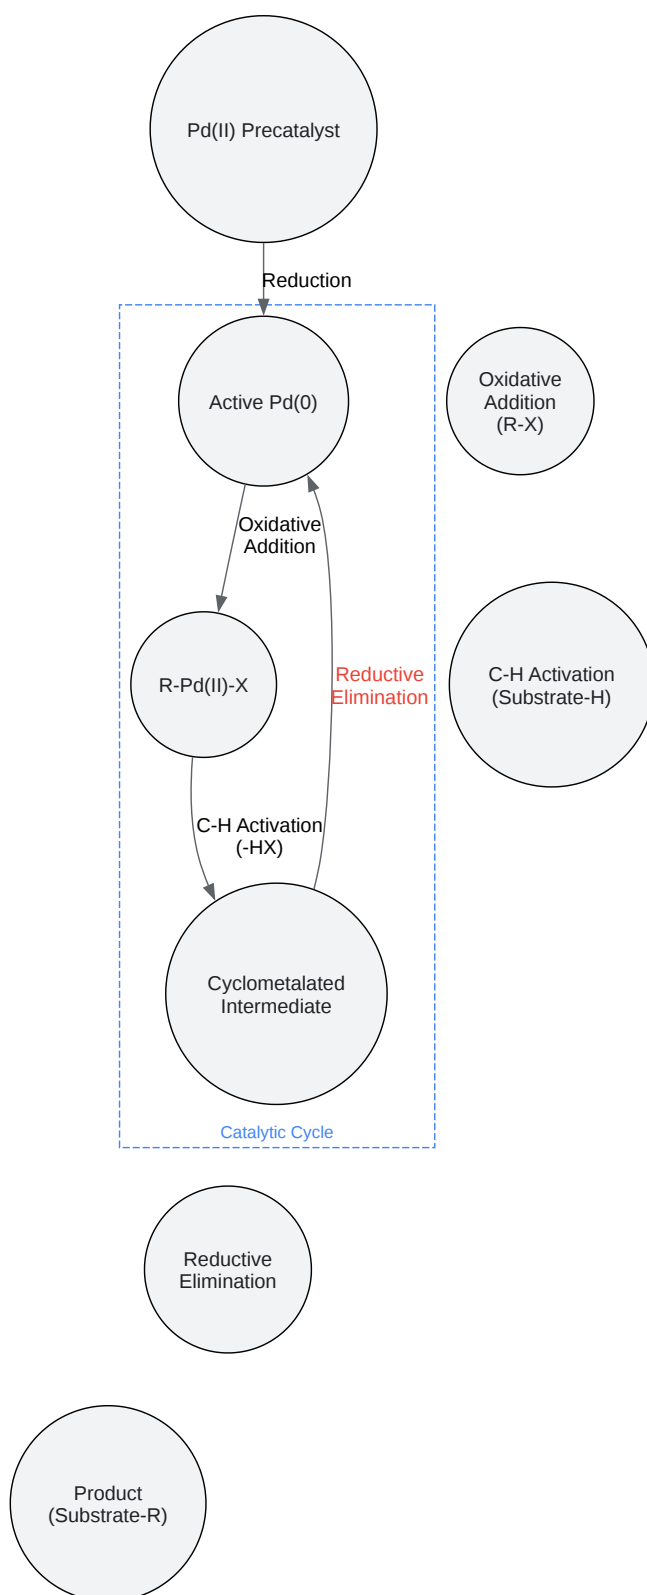 Pd(II) Precatalyst
Reduction
Active Pd(0)
Oxidative
Addition
(R-X)
Oxidative
Addition
R-Pd(II)-X
Reductive
Elimination
C-H Activation
(Substrate-H)
C-H Activation
(-HX)
Cyclometalated
Intermediate
Catalytic Cycle
Reductive
Elimination
Product
(Substrate-R)